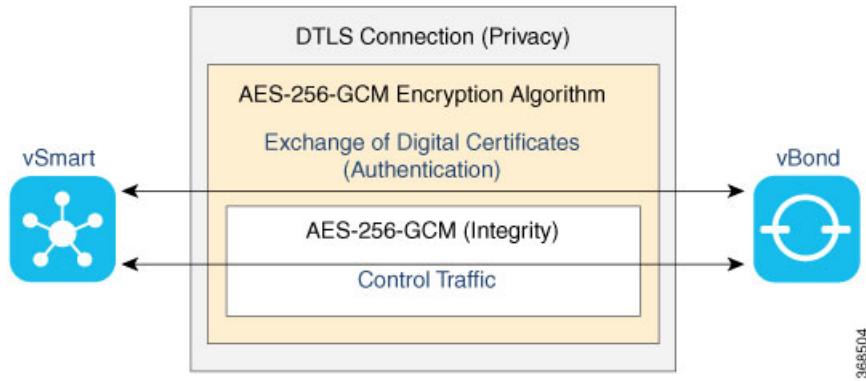 DTLS Connection (Privacy)
AES-256-GCM Encryption Algorithm
Exchange of Digital Certificates
(Authentication)
vSmart
vBond
AES-256-GCM (Integrity)
Control Traffic
368504